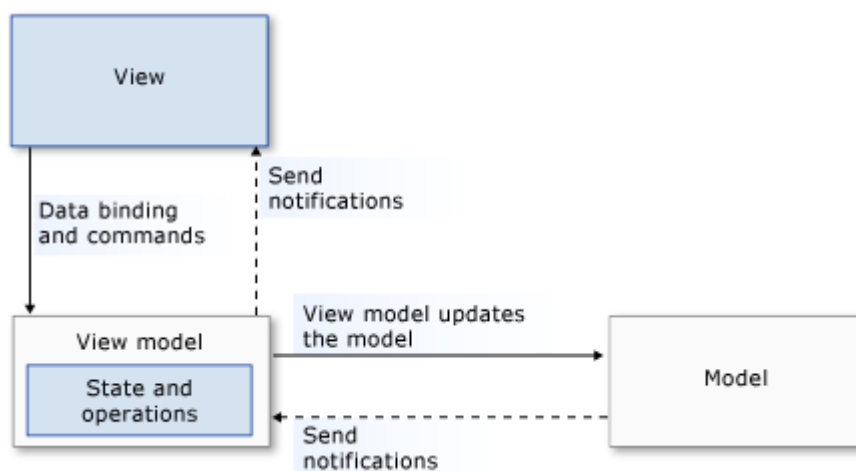 View
Send
notifications
Data binding
and commands
View model updates
the model
View model
State and
operations
Model
Send
notifications